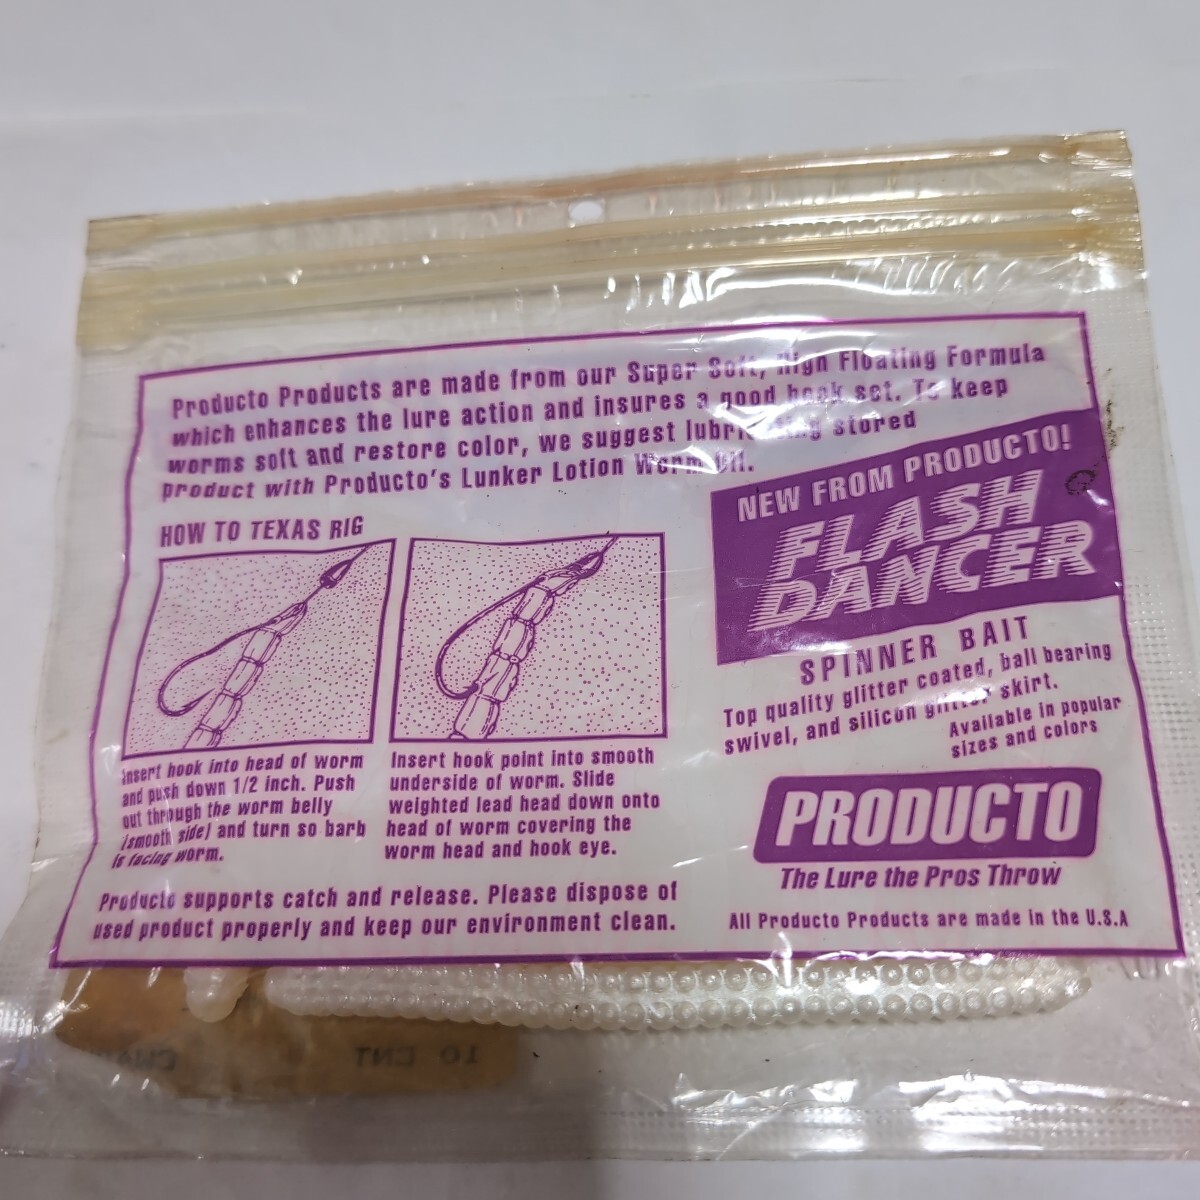 Producto Products are made from our Super Soft, High Floating Formula
which enhances the lure action and insures a good hook set. To keep
worms soft and restore color, we suggest lubricating stored
product with Producto's Lunker Lotion Worm Oil.
HOW TO TEXAS RIG
Insert hook into head of worm
and push down 1/2 inch. Push
out through the worm belly
(smooth side) and turn so barb
is facing worm.
Insert hook point into smooth
underside of worm. Slide
weighted lead head down onto
head of worm covering the
worm head and hook eye.
Producto supports catch and release. Please dispose of
used product properly and keep our environment clean.
NEW FROM PRODUCTO!
FLASH
DANCER
SPINNER BAIT
Top quality glitter coated, ball bearing
swivel, and silicon glitter skirt.
Available in popular
sizes and colors
PRODUCTO
The Lure the Pros Throw
All Producto Products are made in the U.S.A
10 CNT